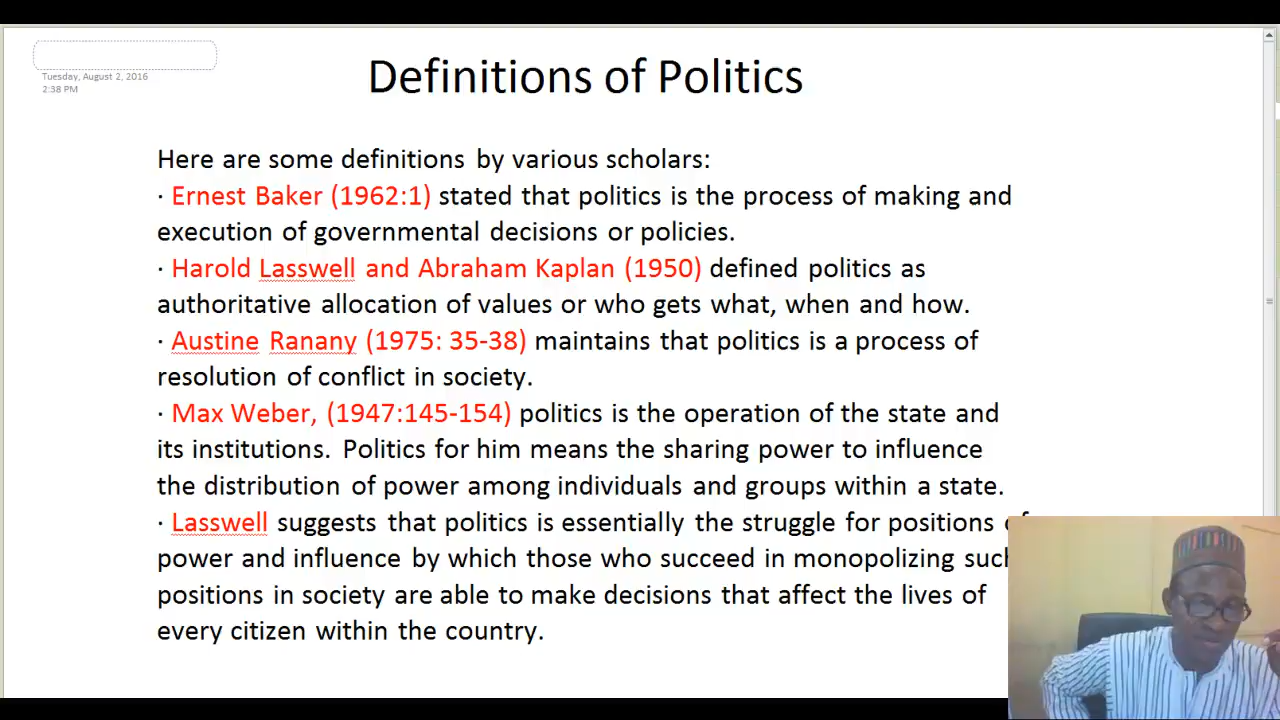 Tuesday, August 2, 2016
2:38 PM
Definitions of Politics
Here are some definitions by various scholars:
· Ernest Baker (1962:1) stated that politics is the process of making and
execution of governmental decisions or policies.
· Harold Lasswell and Abraham Kaplan (1950) defined politics as
authoritative allocation of values or who gets what, when and how.
· Austine Ranany (1975: 35-38) maintains that politics is a process of
resolution of conflict in society.
· Max Weber, (1947:145-154) politics is the operation of the state and
its institutions. Politics for him means the sharing power to influence
the distribution of power among individuals and groups within a state.
· Lasswell suggests that politics is essentially the struggle for positions of
power and influence by which those who succeed in monopolizing such
positions in society are able to make decisions that affect the lives of
every citizen within the country.